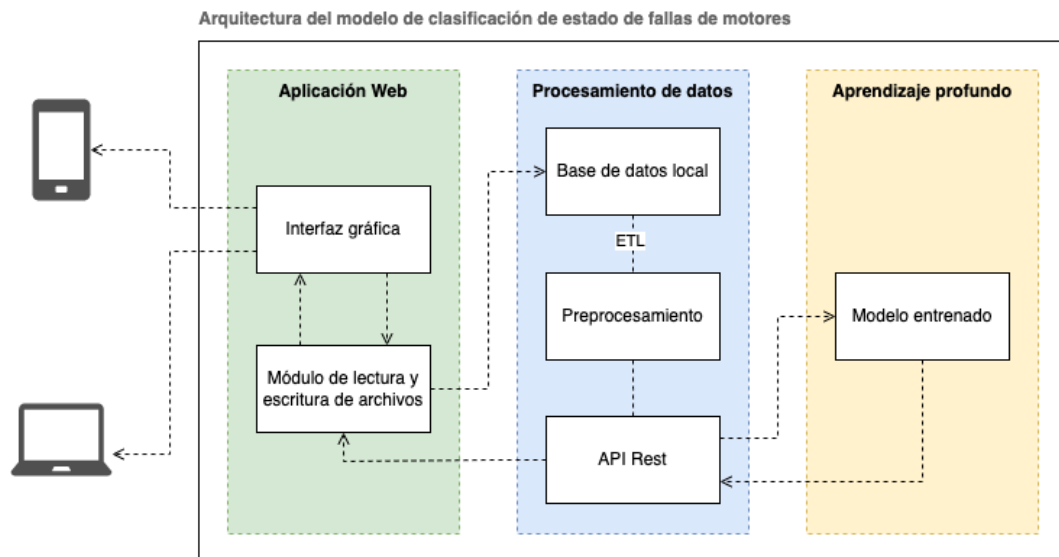 Arquitectura del modelo de clasificación de estado de fallas de motores
Aplicación Web
Interfaz gráfica
Módulo de lectura y
escritura de archivos
Procesamiento de datos
Base de datos local
ETL
Preprocesamiento
API Rest
Aprendizaje profundo
Modelo entrenado